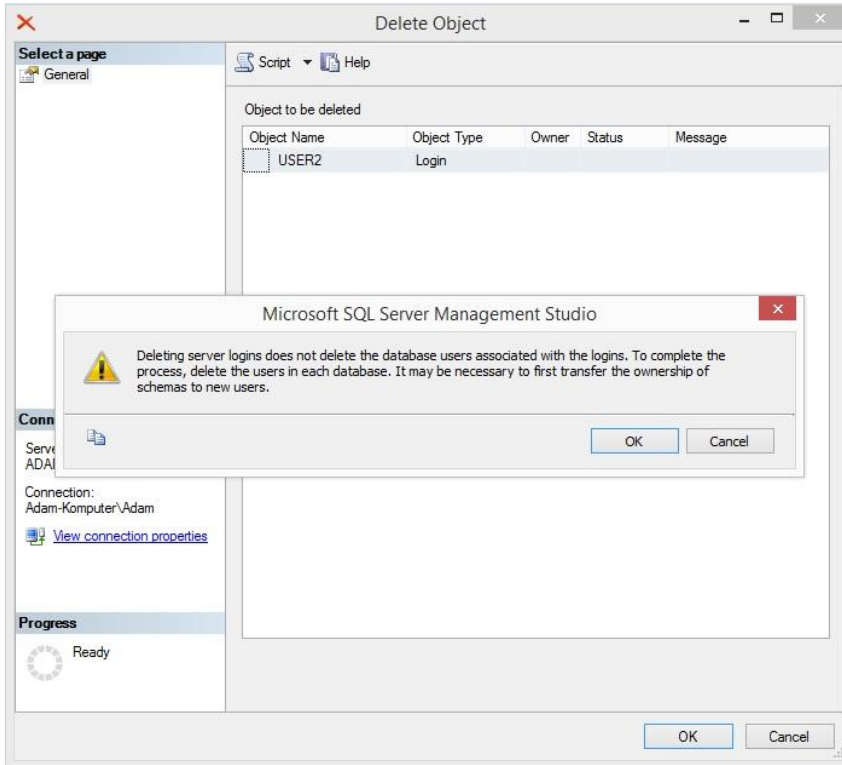 Delete Object
Select a page
General
Script
Help
Object to be deleted
Object Name Object Type Owner Status Message
USER2 Login
Microsoft SQL Server Management Studio
Deleting server logins does not delete the database users associated with the logins. To complete the
process, delete the users in each database. It may be necessary to first transfer the ownership of
schemas to new users.
OK Cancel
Connection:
Adam-Komputer\Adam
View connection properties
Progress
Ready
OK Cancel